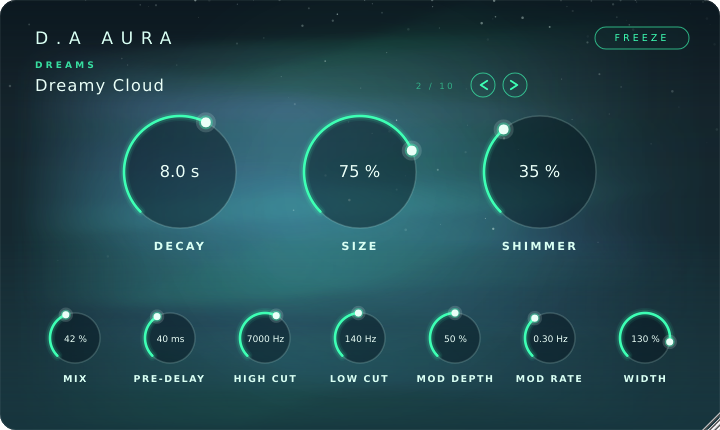 D.A AURA
FREEZE
DREAMS
Dreamy Cloud
2 / 10
8.0 s
75 %
35 %
DECAY
SIZE
SHIMMER
42 %
40 ms
7000 Hz
140 Hz
50 %
0.30 Hz
130 %
MIX
PRE-DELAY
HIGH CUT
LOW CUT
MOD DEPTH
MOD RATE
WIDTH